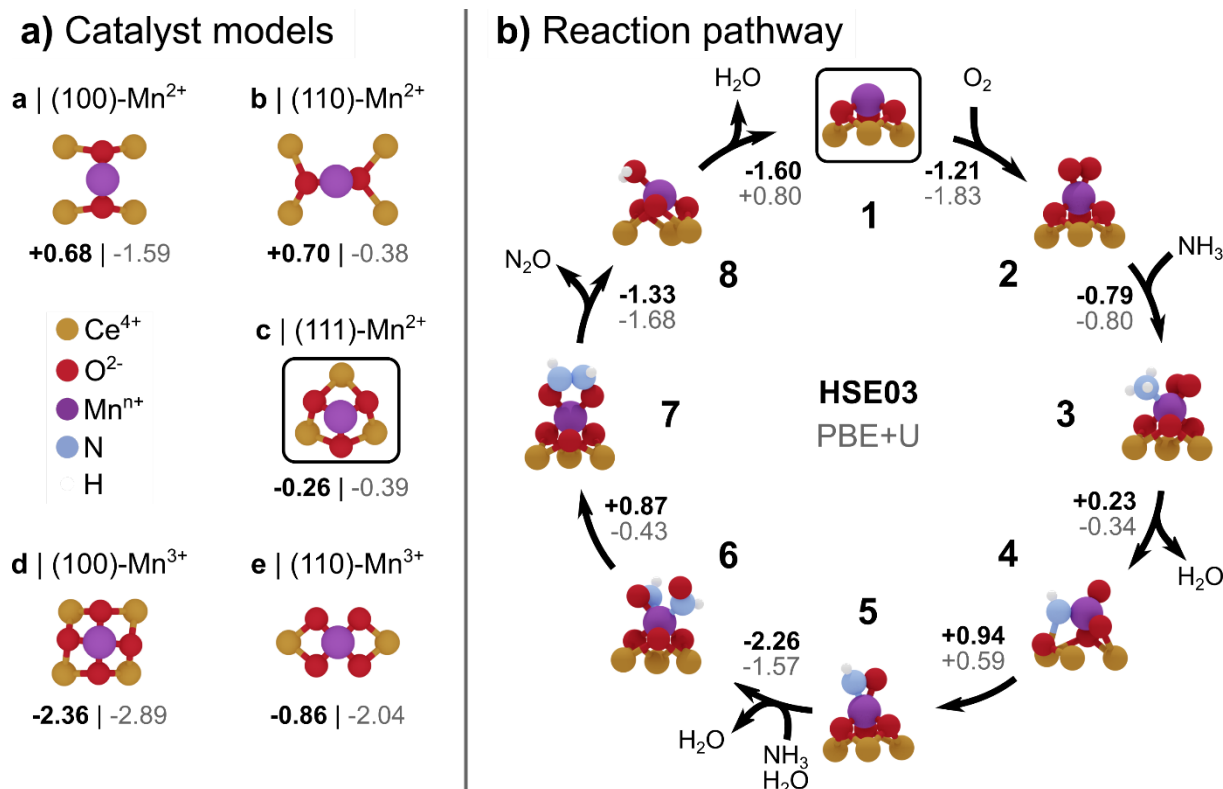 a) Catalyst models
a | (100)-Mn2+
b | (110)-Mn2+
+0.68 | -1.59
+0.70 | -0.38
Ce4+
O2-
Mnn+
N
H
c | (111)-Mn2+
-0.26 | -0.39
d | (100)-Mn3+
e | (110)-Mn3+
-2.36 | -2.89
-0.86 | -2.04
b) Reaction pathway
H2O
O2
-1.60
+0.80
1
-1.21
-1.83
2
NH3
-0.79
-0.80
3
+0.23
-0.34
H2O
4
+0.94
+0.59
5
-2.26
-1.57
H2O
NH3
H2O
6
+0.87
-0.43
7
N2O
-1.33
-1.68
8
HSE03
PBE+U